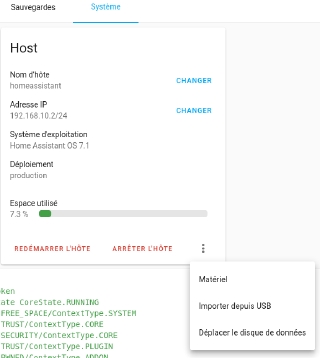 Sauvegardes
Système
Host
Nom d'hôte
homeassistant
CHANGER
Adresse IP
192.168.10.2/24
CHANGER
Système d'exploitation
Home Assistant OS 7.1
Déploiement
production
Espace utilisé
7.3 %
REDÉMARRER L'HÔTE
ARRÊTER L'HÔTE
Matériel
Importer depuis USB
Déplacer le disque de données
ken
ate CoreState.RUNNING
FREE_SPACE/ContextType.SYSTEM
TRUST/ContextType.CORE
SECURITY/ContextType.CORE
TRUST/ContextType.PLUGIN
PWNED/ContextType.ADDON